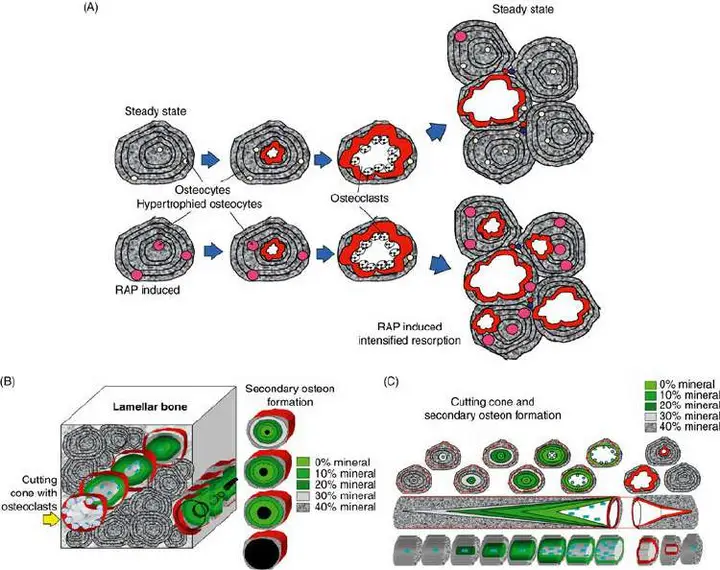 (A)
Steady state
Steady state
Osteocytes
Hypertrophied osteocytes
Osteoclasts
RAP induced
RAP induced
intensified resorption
(B)
Lamellar bone
Cutting
cone with
osteoclasts
Secondary osteon
formation
0% mineral
10% mineral
20% mineral
30% mineral
40% mineral
(C)
Cutting cone and
secondary osteon formation
0% mineral
10% mineral
20% mineral
30% mineral
40% mineral